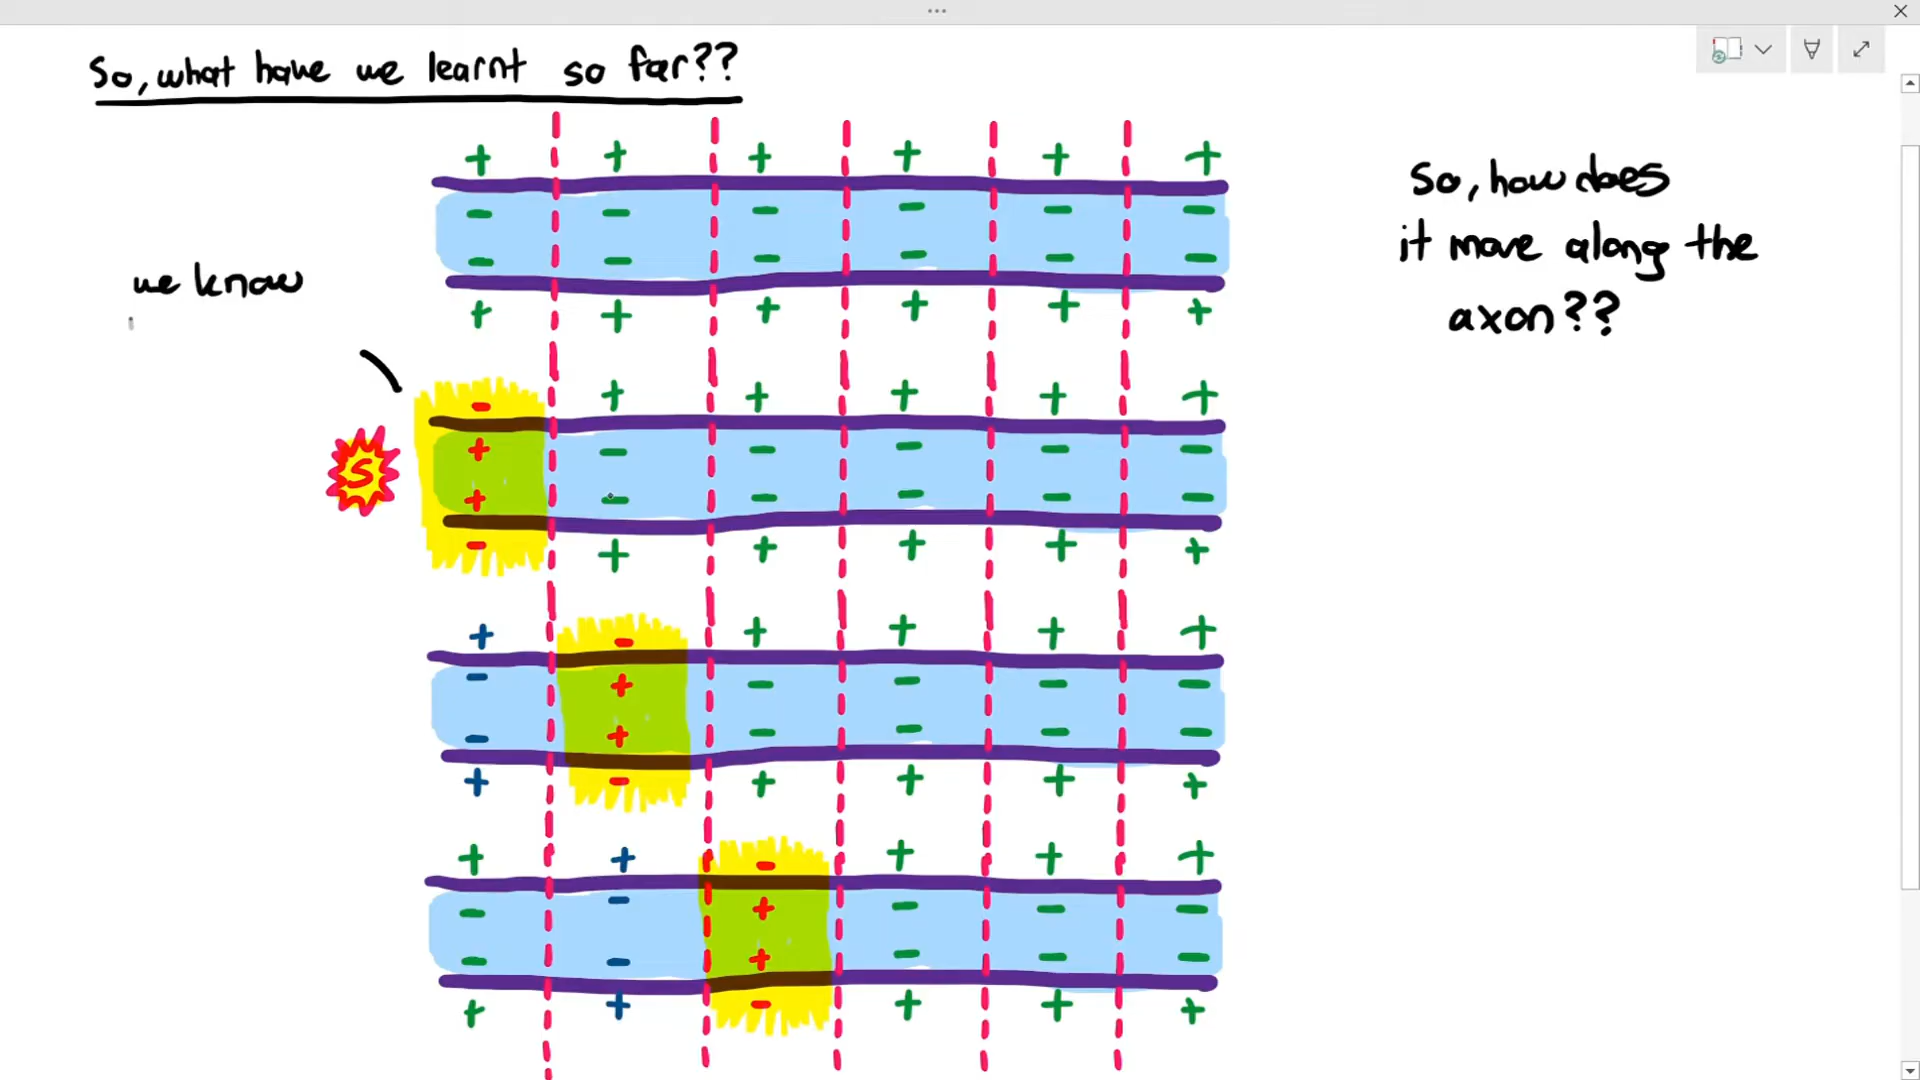 So, what have we learnt so far??
+ + + + + +
- - - - - -
- - - - - -
+ + + + + +
we know
So, how does
it move along the
axon??
- + + + + +
+ - - - - -
S
+ - - - - -
- + + + + +
+ - + + + +
- + - - - -
- + - - - -
+ - + + + +
+ + - + + +
- - + - - -
- - + - - -
+ + - + + +